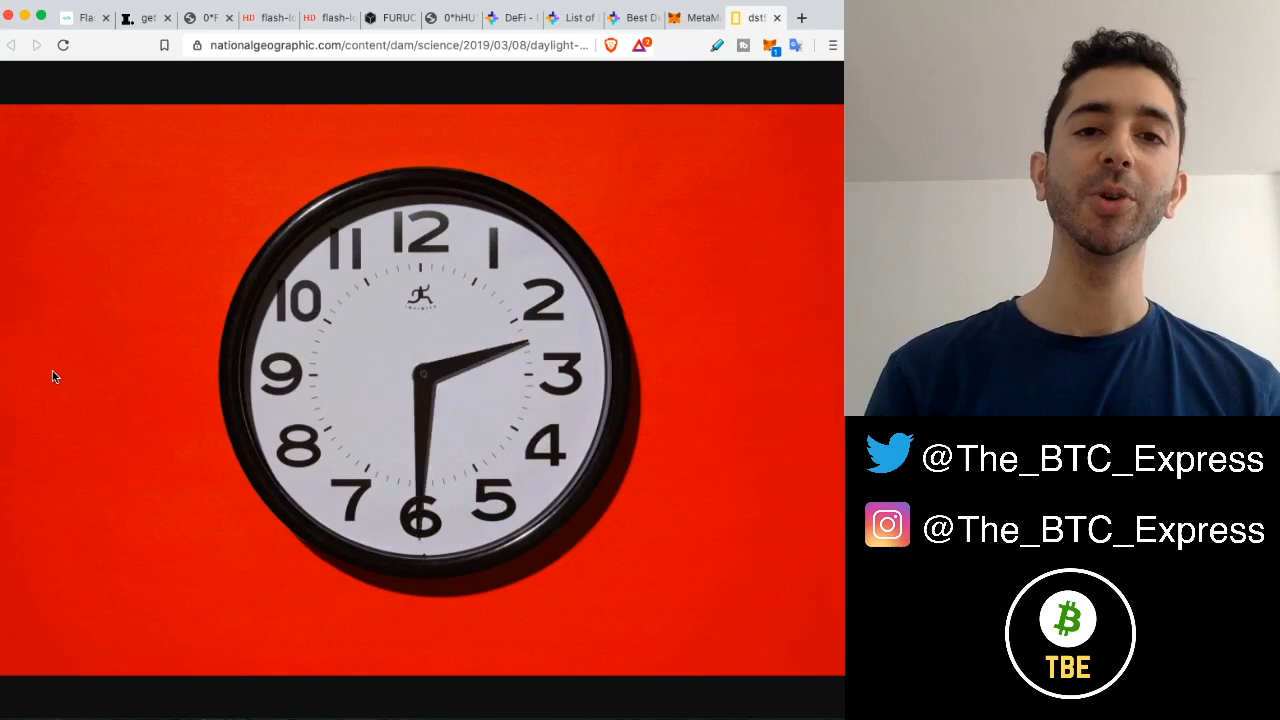 Fla
get
0*F
flash-lo
flash-lo
FURUC
0*hHU
DeFi -
List of
Best D
MetaM
dst
nationalgeographic.com/content/dam/science/2019/03/08/daylight-...
2
1
12
1
2
3
4
5
6
7
8
9
10
11
@The_BTC_Express
@The_BTC_Express
TBE